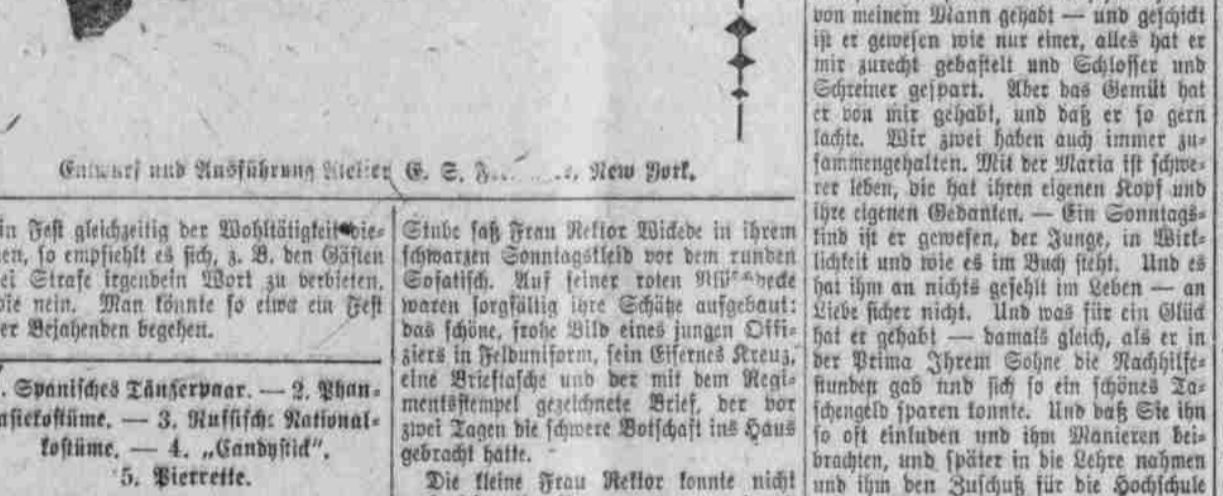 Entwurf und Ausführung Atelier E. S. New York.
in Fest gleichzeitig der Wohltätigkeit die=
en, so empfiehlt es sich, z. B. den Gästen
ei Strafe irgendein Wort zu verbieten,
wie nein. Man könnte so etwa ein Fest
er Bejahenden begehen.
. Spanisches Tänzerpaar. — 2. Phan=
asiekostüme. — 3. Russische National=
kostüme. — 4. „Candystick".
5. Pierrette.
Stube saß Frau Rektor Wickede in ihrem
schwarzen Sonntagskleid vor dem runden
Sofatisch. Auf seiner roten
waren sorgfältig ihre Schätze aufgebaut:
das schöne, frohe Bild eines jungen Offi=
ziers in Felduniform, sein Eisernes Kreuz,
eine Brieftasche und der mit dem Regi=
mentsstempel gezeichnete Brief, der vor
zwei Tagen die schwere Botschaft ins Haus
gebracht hatte.
Die kleine Frau Rektor konnte nicht
von meinem Mann gehabt — und geschickt
ist er gewesen wie nur einer, alles hat er
mir zurecht gebastelt und Schlosser und
Schreiner gespart. Aber das Gemüt hat
er von mir gehabt, und daß er so gern
lachte. Wir zwei haben auch immer zu=
sammengehalten. Mit der Maria ist schwe=
rer leben, die hat ihren eigenen Kopf und
ihre eigenen Gedanken. — Ein Sonntags=
kind ist er gewesen, der Junge, in Wirk=
lichkeit und wie es im Buch steht. Und es
hat ihm an nichts gefehlt im Leben — an
Liebe sicher nicht. Und was für ein Glück
hat er gehabt — damals gleich, als er in
der Prima Ihrem Sohne die Nachhilfe=
stunden gab und sich so ein schönes Ta=
schengeld sparen konnte. Und daß Sie ihn
so oft einluden und ihm Manieren bei=
brachten, und später in die Lehre nahmen
und ihm den Zuschuß für die Hochschule